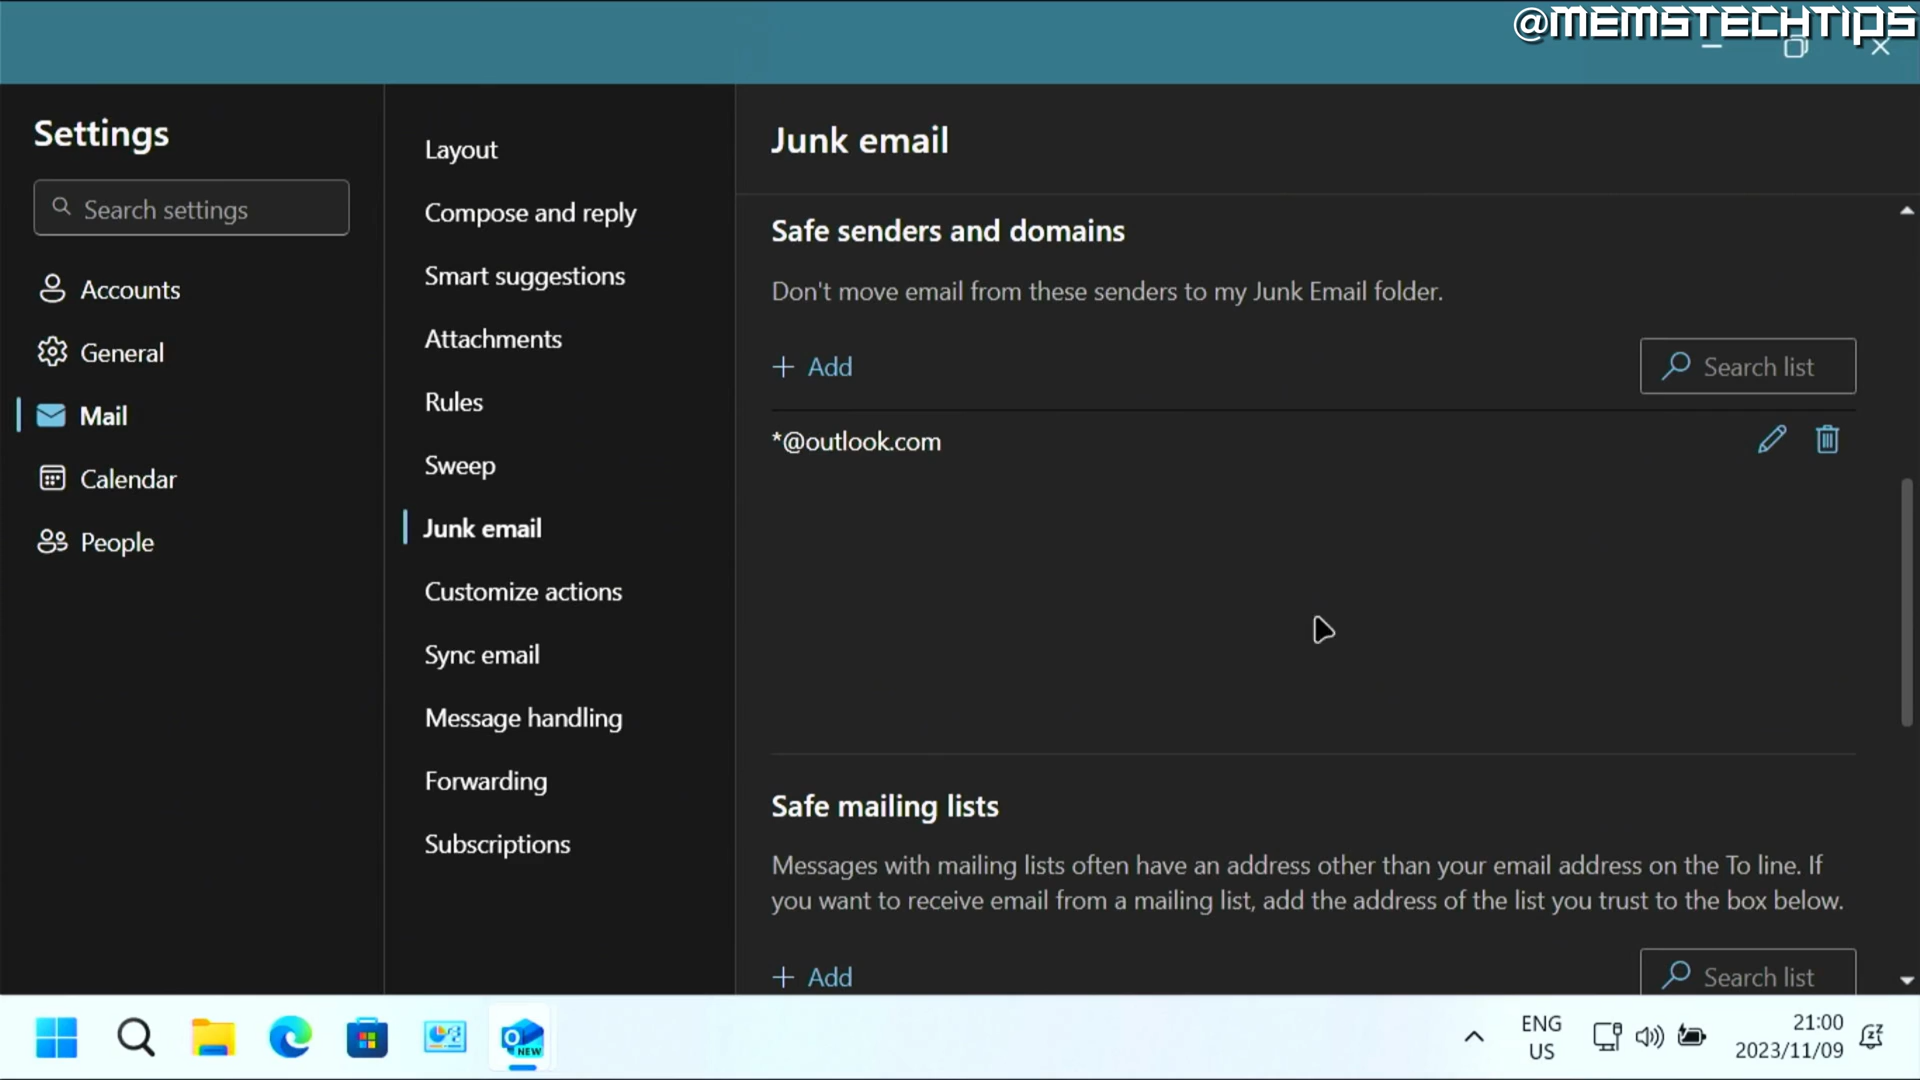 @MEMSTECHTIPS
Settings
Search settings
Accounts
General
Mail
Calendar
People
Layout
Compose and reply
Smart suggestions
Attachments
Rules
Sweep
Junk email
Customize actions
Sync email
Message handling
Forwarding
Subscriptions
Junk email
Safe senders and domains
Don't move email from these senders to my Junk Email folder.
Add
Search list
*@outlook.com
Safe mailing lists
Messages with mailing lists often have an address other than your email address on the To line. If
you want to receive email from a mailing list, add the address of the list you trust to the box below.
Add
Search list
NEW
ENG
US
21:00
2023/11/09